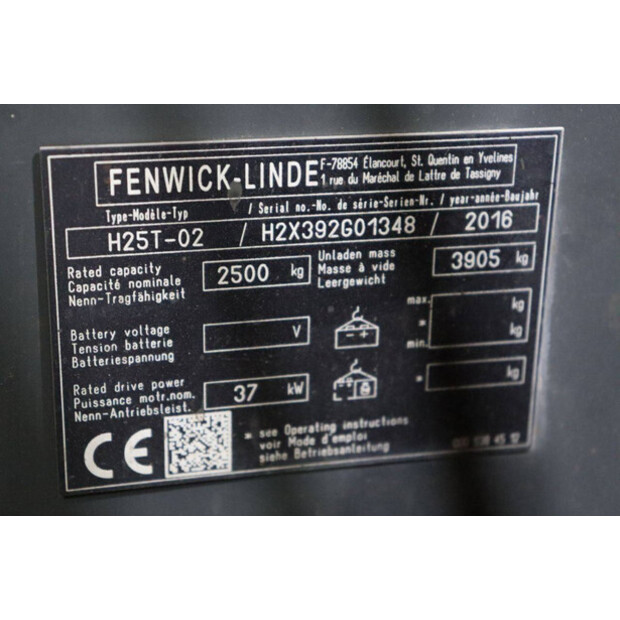 FENWICK-LINDE
F-78854 Élancourt, St. Quentin en Yvelines
1 rue du Maréchal de Lattre de Tassigny
Type-Modèle-Typ / Serial no.-No. de série-Serien-Nr. / year-année-Baujahr
H25T-02 / H2X392G01348 / 2016
Rated capacity
Capacité nominale
Nenn-Tragfähigkeit
2500 kg
Unladen mass
Masse à vide
Leergewicht
3905 kg
Battery voltage
Tension batterie
Batteriespannung
V
- +
max. kg
*
min. kg
Rated drive power
Puissance motr.nom.
Nenn-Antriebsleist.
37 kW
* kg
CE
* see Operating instructions
voir Mode d'emploi
siehe Betriebsanleitung